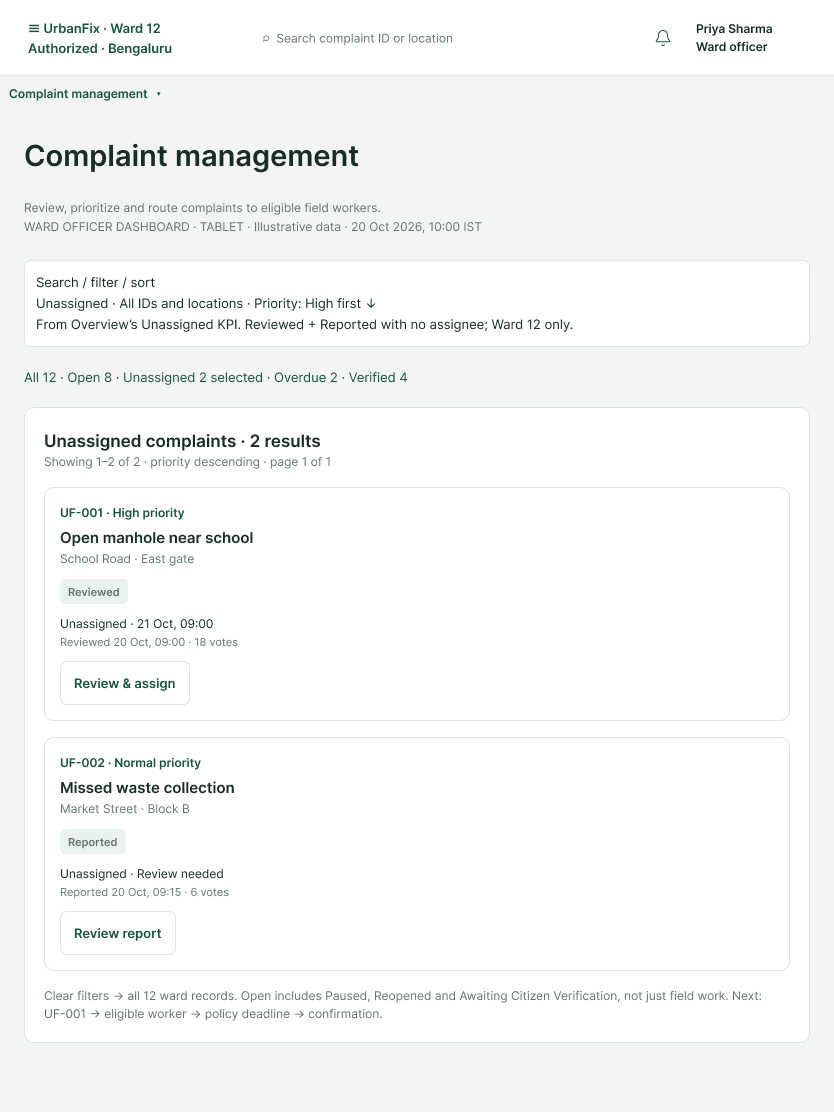 ≡ UrbanFix · Ward 12
Authorized · Bengaluru
⌕ Search complaint ID or location
Priya Sharma
Ward officer
Complaint management ▾
Complaint management
Review, prioritize and route complaints to eligible field workers.
WARD OFFICER DASHBOARD · TABLET · Illustrative data · 20 Oct 2026, 10:00 IST
Search / filter / sort
Unassigned · All IDs and locations · Priority: High first ↓
From Overview’s Unassigned KPI. Reviewed + Reported with no assignee; Ward 12 only.
All 12 · Open 8 · Unassigned 2 selected · Overdue 2 · Verified 4
Unassigned complaints · 2 results
Showing 1–2 of 2 · priority descending · page 1 of 1
UF-001 · High priority
Open manhole near school
School Road · East gate
Reviewed
Unassigned · 21 Oct, 09:00
Reviewed 20 Oct, 09:00 · 18 votes
Review & assign
UF-002 · Normal priority
Missed waste collection
Market Street · Block B
Reported
Unassigned · Review needed
Reported 20 Oct, 09:15 · 6 votes
Review report
Clear filters → all 12 ward records. Open includes Paused, Reopened and Awaiting Citizen Verification, not just field work. Next:
UF-001 → eligible worker → policy deadline → confirmation.